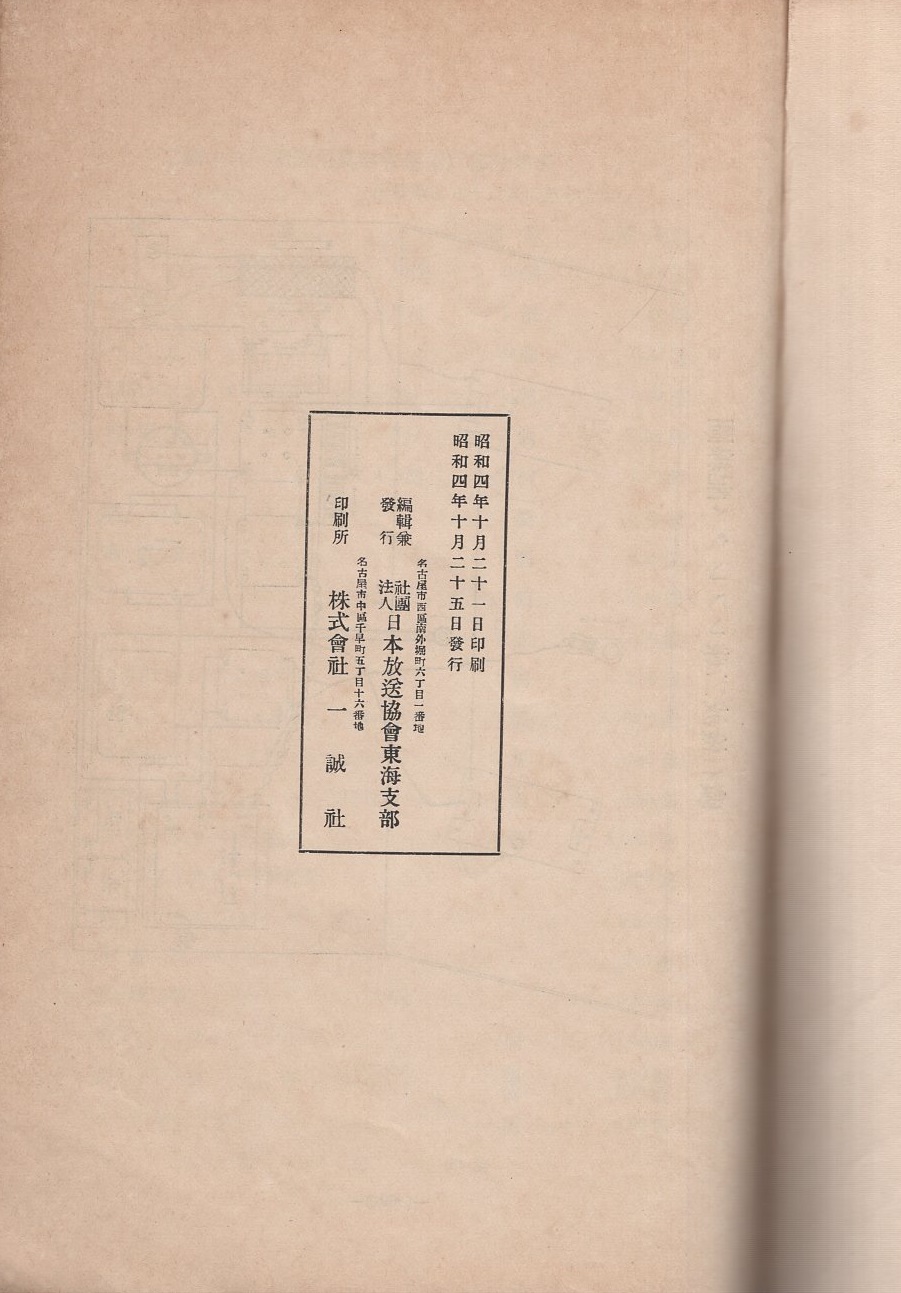 昭和四年十月二十一日印刷
昭和四年十月二十五日發行
名古屋市西區南外堀町六丁目一番地
編輯兼發行 社團法人日本放送協會東海支部
名古屋市中區千早町五丁目十六番地
印刷所 株式會社一誠社